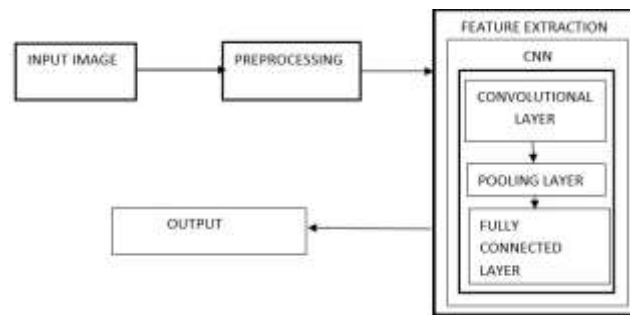 INPUT IMAGE
PREPROCESSING
FEATURE EXTRACTION
CNN
CONVOLUTIONAL
LAYER
POOLING LAYER
FULLY
CONNECTED
LAYER
OUTPUT